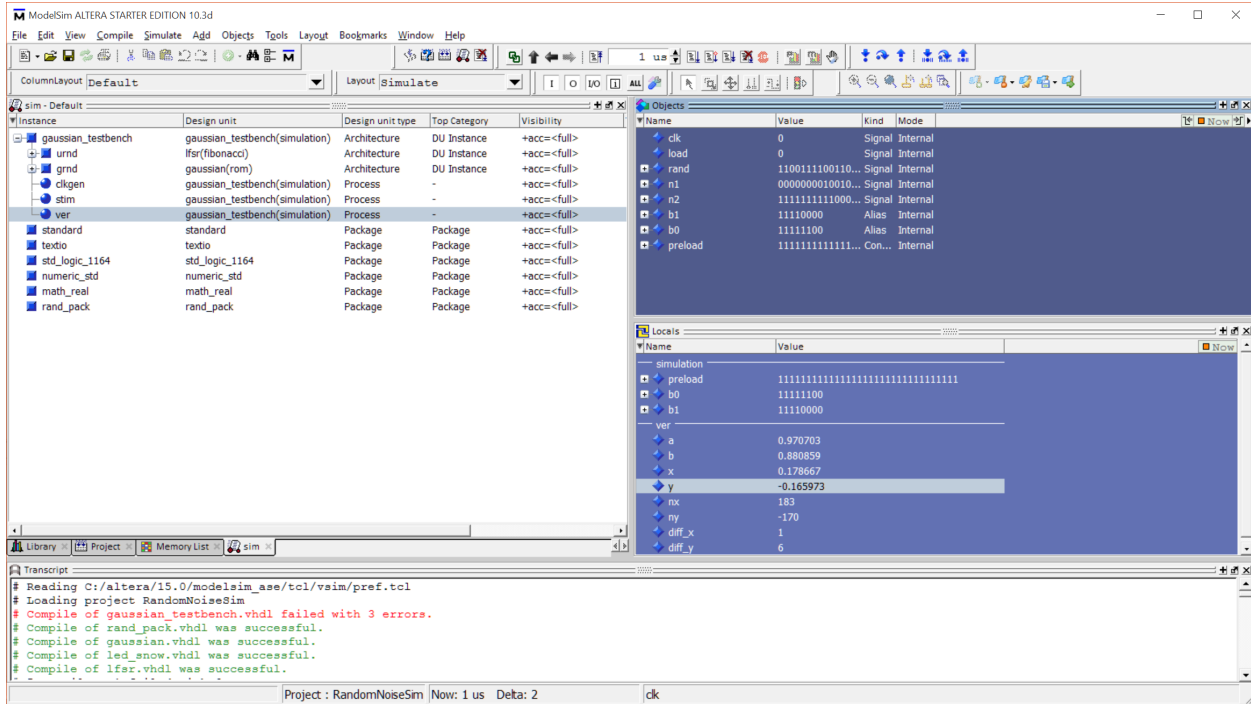 ModelSim ALTERA STARTER EDITION 10.3d
File Edit View Compile Simulate Add Objects Tools Layout Bookmarks Window Help
1 us
ColumnLayout Default
Layout Simulate
I O I/O ALL
sim - Default
Instance Design unit Design unit type Top Category Visibility
gaussian_testbench gaussian_testbench(simulation) Architecture DU Instance +acc=<full>
urnd lfsr(fibonacci) Architecture DU Instance +acc=<full>
grnd gaussian(rom) Architecture DU Instance +acc=<full>
clkgen gaussian_testbench(simulation) Process - +acc=<full>
stim gaussian_testbench(simulation) Process - +acc=<full>
ver gaussian_testbench(simulation) Process - +acc=<full>
standard standard Package Package +acc=<full>
textio textio Package Package +acc=<full>
std_logic_1164 std_logic_1164 Package Package +acc=<full>
numeric_std numeric_std Package Package +acc=<full>
math_real math_real Package Package +acc=<full>
rand_pack rand_pack Package Package +acc=<full>
Library Project Memory List sim
Objects
Name Value Kind Mode Now
clk 0 Signal Internal
load 0 Signal Internal
rand 1100111100110... Signal Internal
n1 0000000010010... Signal Internal
n2 1111111111000... Signal Internal
b1 11110000 Alias Internal
b0 11111100 Alias Internal
preload 1111111111111... Con... Internal
Locals
Name Value Now
simulation
preload 11111111111111111111111111111111
b0 11111100
b1 11110000
ver
a 0.970703
b 0.880859
x 0.178667
y -0.165973
nx 183
ny -170
diff_x 1
diff_y 6
Transcript
# Reading C:/altera/15.0/modelsim_ase/tcl/vsim/pref.tcl
# Loading project RandomNoiseSim
# Compile of gaussian_testbench.vhdl failed with 3 errors.
# Compile of rand_pack.vhdl was successful.
# Compile of gaussian.vhdl was successful.
# Compile of led_snow.vhdl was successful.
# Compile of lfsr.vhdl was successful.
Project : RandomNoiseSim Now: 1 us Delta: 2 clk